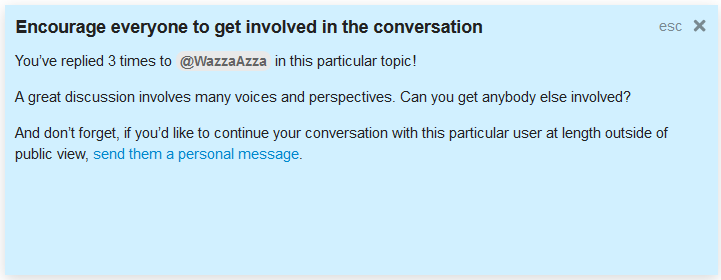 Encourage everyone to get involved in the conversation
esc ✖
You’ve replied 3 times to @WazzaAzza in this particular topic!
A great discussion involves many voices and perspectives. Can you get anybody else involved?
And don’t forget, if you’d like to continue your conversation with this particular user at length outside of
public view, send them a personal message.